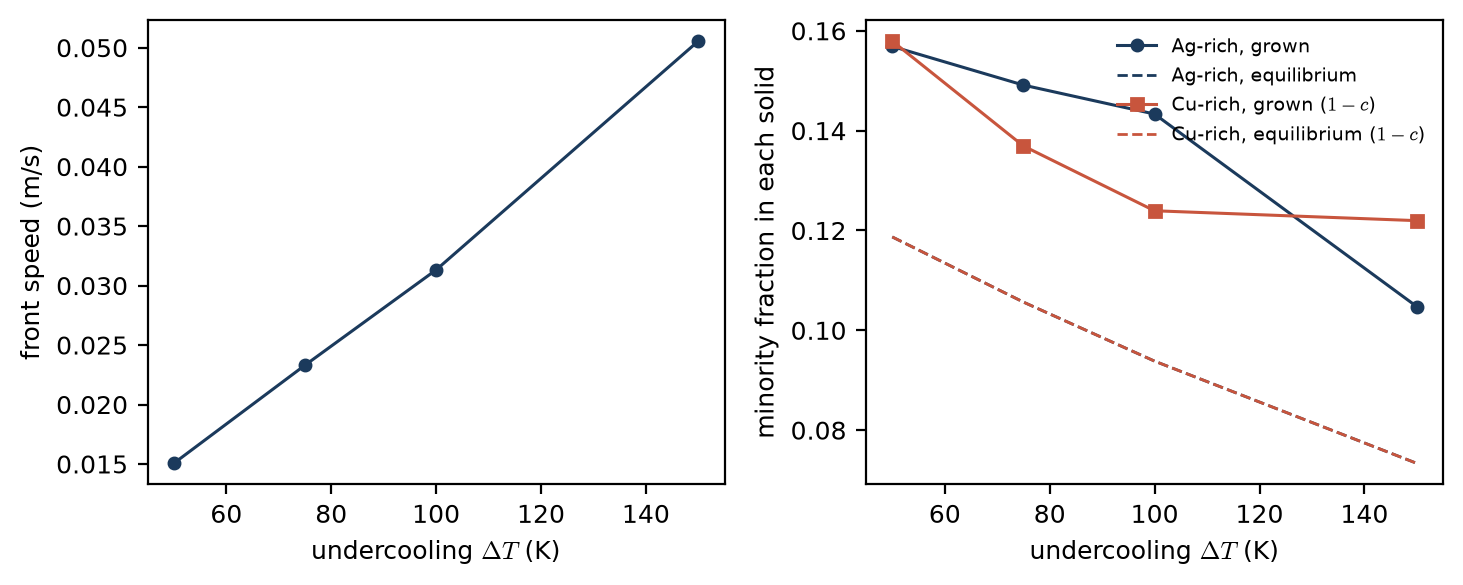 0.050
0.045
0.040
0.035
0.030
0.025
0.020
0.015
front speed (m/s)
60 80 100 120 140
undercooling ΔT (K)
0.16
0.14
0.12
0.10
0.08
minority fraction in each solid
Ag-rich, grown
Ag-rich, equilibrium
Cu-rich, grown (1 − c)
Cu-rich, equilibrium (1 − c)
60 80 100 120 140
undercooling ΔT (K)